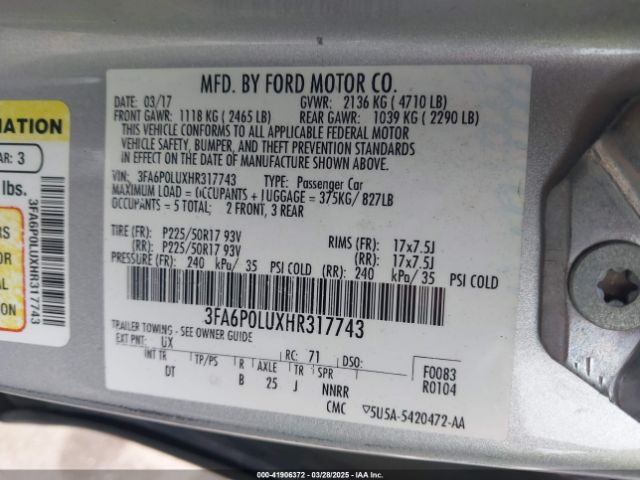 MATION
AR: 3
lbs.
RS
OR
AL
TION
3FA6P0LUXHR317743
MFD. BY FORD MOTOR CO.
DATE: 03/17 GVWR: 2136 KG ( 4710 LB)
FRONT GAWR: 1118 KG ( 2465 LB) REAR GAWR: 1039 KG ( 2290 LB)
THIS VEHICLE CONFORMS TO ALL APPLICABLE FEDERAL MOTOR
VEHICLE SAFETY, BUMPER, AND THEFT PREVENTION STANDARDS
IN EFFECT ON THE DATE OF MANUFACTURE SHOWN ABOVE.
VIN: 3FA6P0LUXHR317743 TYPE: Passenger Car
MAXIMUM LOAD = OCCUPANTS + LUGGAGE = 375KG/ 827LB
OCCUPANTS = 5 TOTAL: 2 FRONT, 3 REAR
TIRE (FR): P225/50R17 93V RIMS (FR): 17x7.5J
(RR): P225/50R17 93V (RR): 17x7.5J
PRESSURE (FR): 240 kPa/ 35 PSI COLD (RR): 240 kPa/ 35 PSI COLD
3FA6P0LUXHR317743
TRAILER TOWING - SEE OWNER GUIDE
EXT PNT: UX RC: 71 DSO: F0083
INT TR TP/PS R AXLE TR SPR R0104
DT B 25 J NNRR
CMC 5U5A-5420472-AA
000-41906372 03/28/2025 IAAI.COM